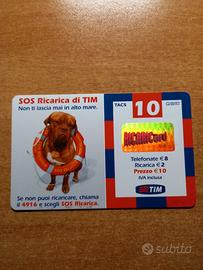 SOS Ricarica di TIM
Non ti lascia mai in alto mare.
Se non puoi ricaricare, chiama
il 4916 e scegli SOS Ricarica.
TACS
10
RICARICard
Telefonate € 8
Ricarica € 2
Prezzo € 10
IVA inclusa
TIM
subito